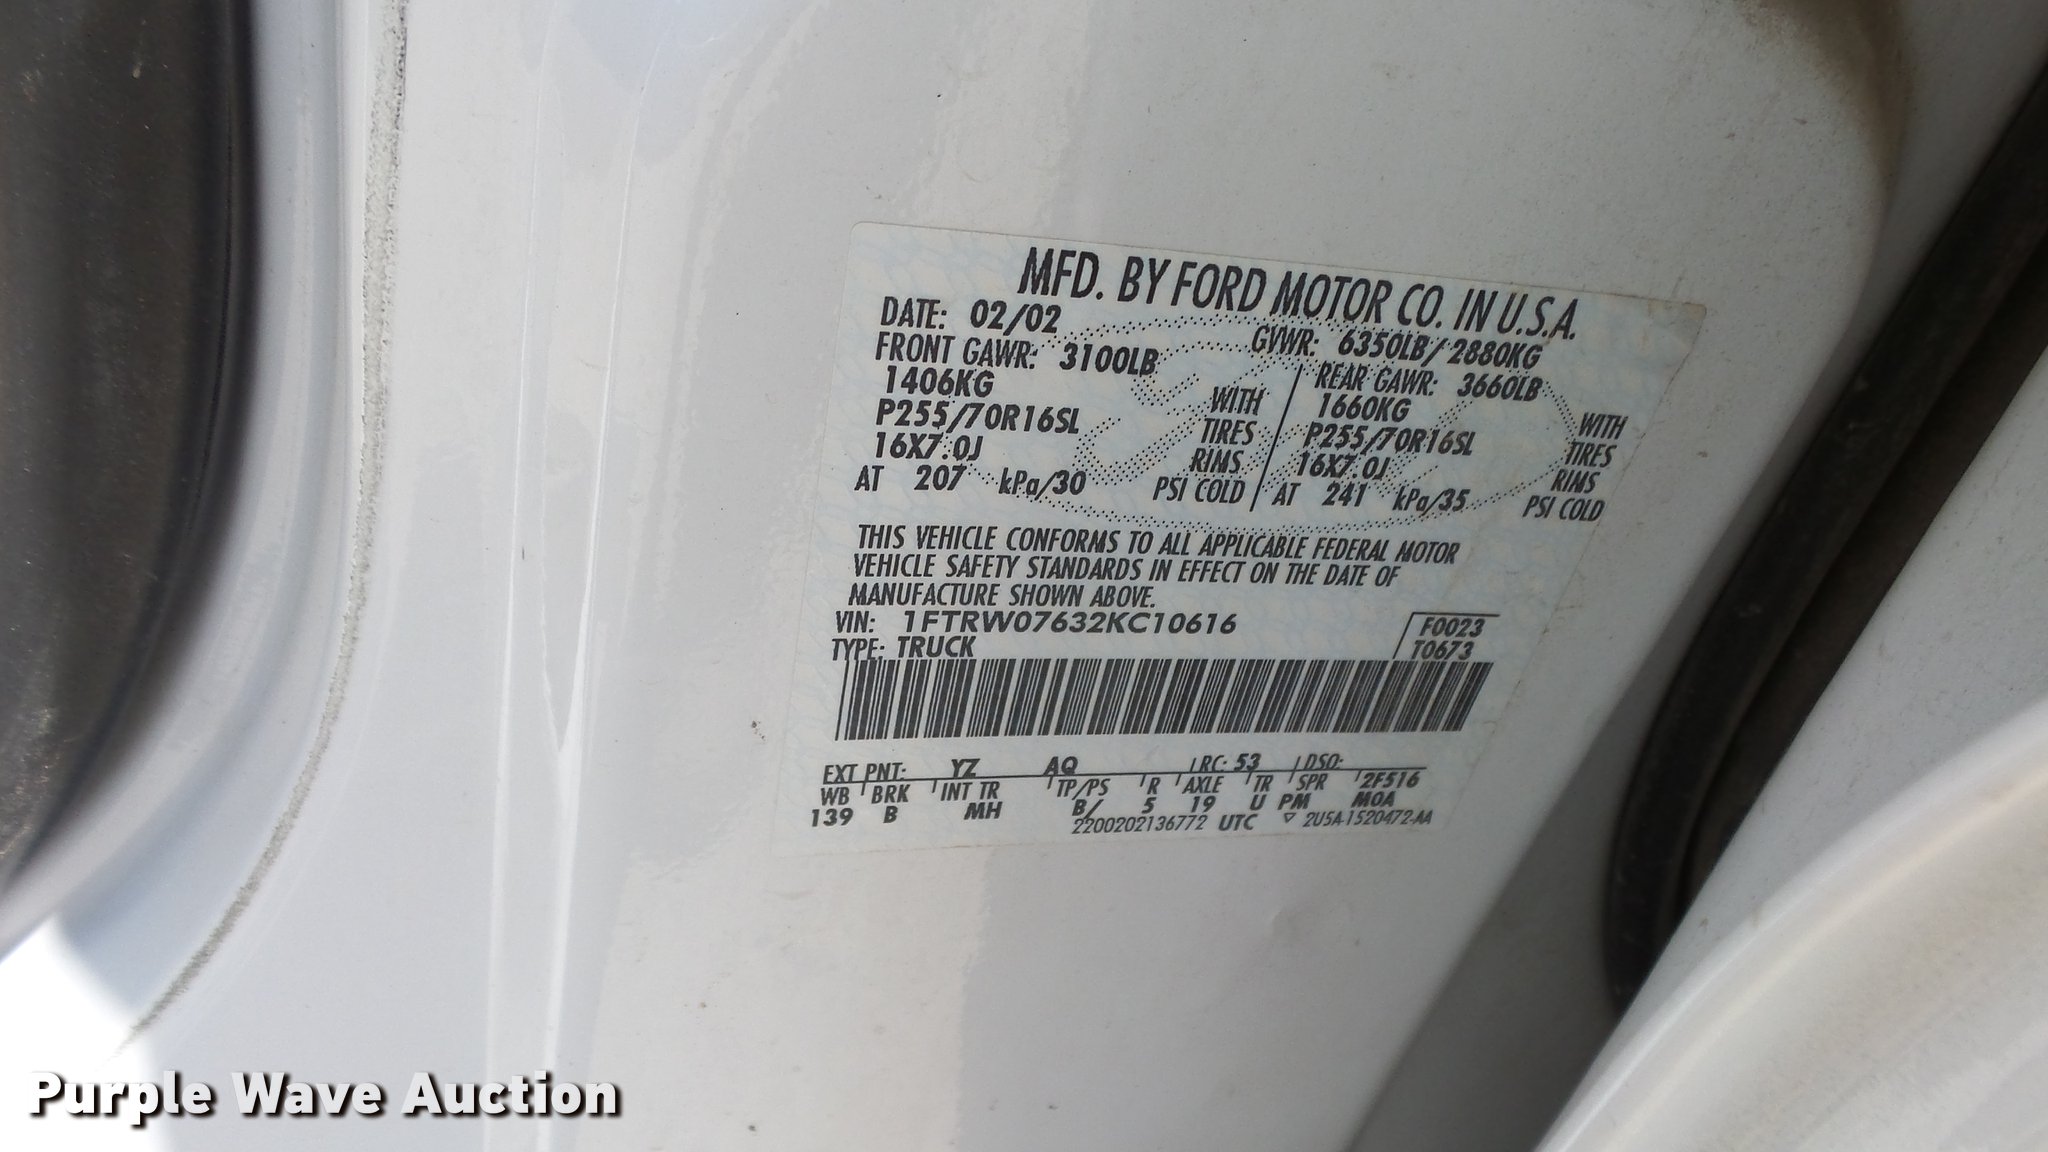 MFD. BY FORD MOTOR CO. IN U.S.A.
DATE: 02/02 GVWR: 6350LB/2880KG
FRONT GAWR: 3100LB REAR GAWR: 3660LB
1406KG WITH 1660KG WITH
P255/70R16SL TIRES P255/70R16SL TIRES
16X7.0J RIMS 16X7.0J RIMS
AT 207 kPa/30 PSI COLD AT 241 kPa/35 PSI COLD
THIS VEHICLE CONFORMS TO ALL APPLICABLE FEDERAL MOTOR
VEHICLE SAFETY STANDARDS IN EFFECT ON THE DATE OF
MANUFACTURE SHOWN ABOVE.
VIN: 1FTRW07632KC10616 F0023
TYPE: TRUCK T0673
EXT PNT: YZ AQ RC: 53 DSO:
WB BRK INT TR TP/PS R AXLE TR SPR 2F516
139 B MH B/ 5 19 U PM M0A
2200202136772 UTC ▽ 2U5A-1520472-AA
Purple Wave Auction